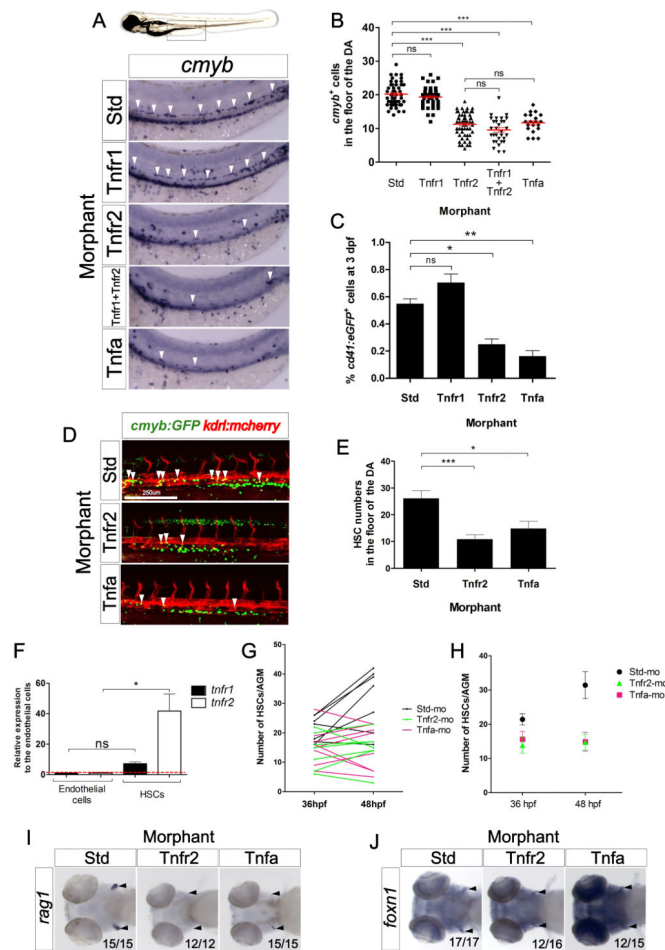 A
cmyb
Morphant
Std
Tnfr1
Tnfr2
Tnfr1+Tnfr2
Tnfa
B
***
***
***
ns
ns
cmyb+ cells
in the floor of the DA
40
30
20
10
0
Std
Tnfr1
Tnfr2
Tnfr1
+
Tnfr2
Tnfa
Morphant
C
**
*
ns
% cd41:eGFP+ cells at 3 dpf
1.0
0.8
0.6
0.4
0.2
0.0
Std
Tnfr1
Tnfr2
Tnfa
Morphant
D
cmyb:GFP kdrl:mcherry
Morphant
Std
250um
Tnfr2
Tnfa
E
*
***
HSC numbers
in the floor of the DA
40
30
20
10
0
Std
Tnfr2
Tnfa
Morphant
F
Relative expression
to the endothelial cells
60
40
20
0
tnfr1
tnfr2
*
ns
Endothelial
cells
HSCs
G
Number of HSCs/AGM
50
40
30
20
10
0
Std-mo
Tnfr2-mo
Tnfa-mo
36hpf
48hpf
H
Number of HSCs/AGM
40
30
20
10
0
Std-mo
Tnfr2-mo
Tnfa-mo
36 hpf
48 hpf
I
Morphant
Std
Tnfr2
Tnfa
rag1
15/15
12/12
15/15
J
Morphant
Std
Tnfr2
Tnfa
foxn1
17/17
12/16
12/15